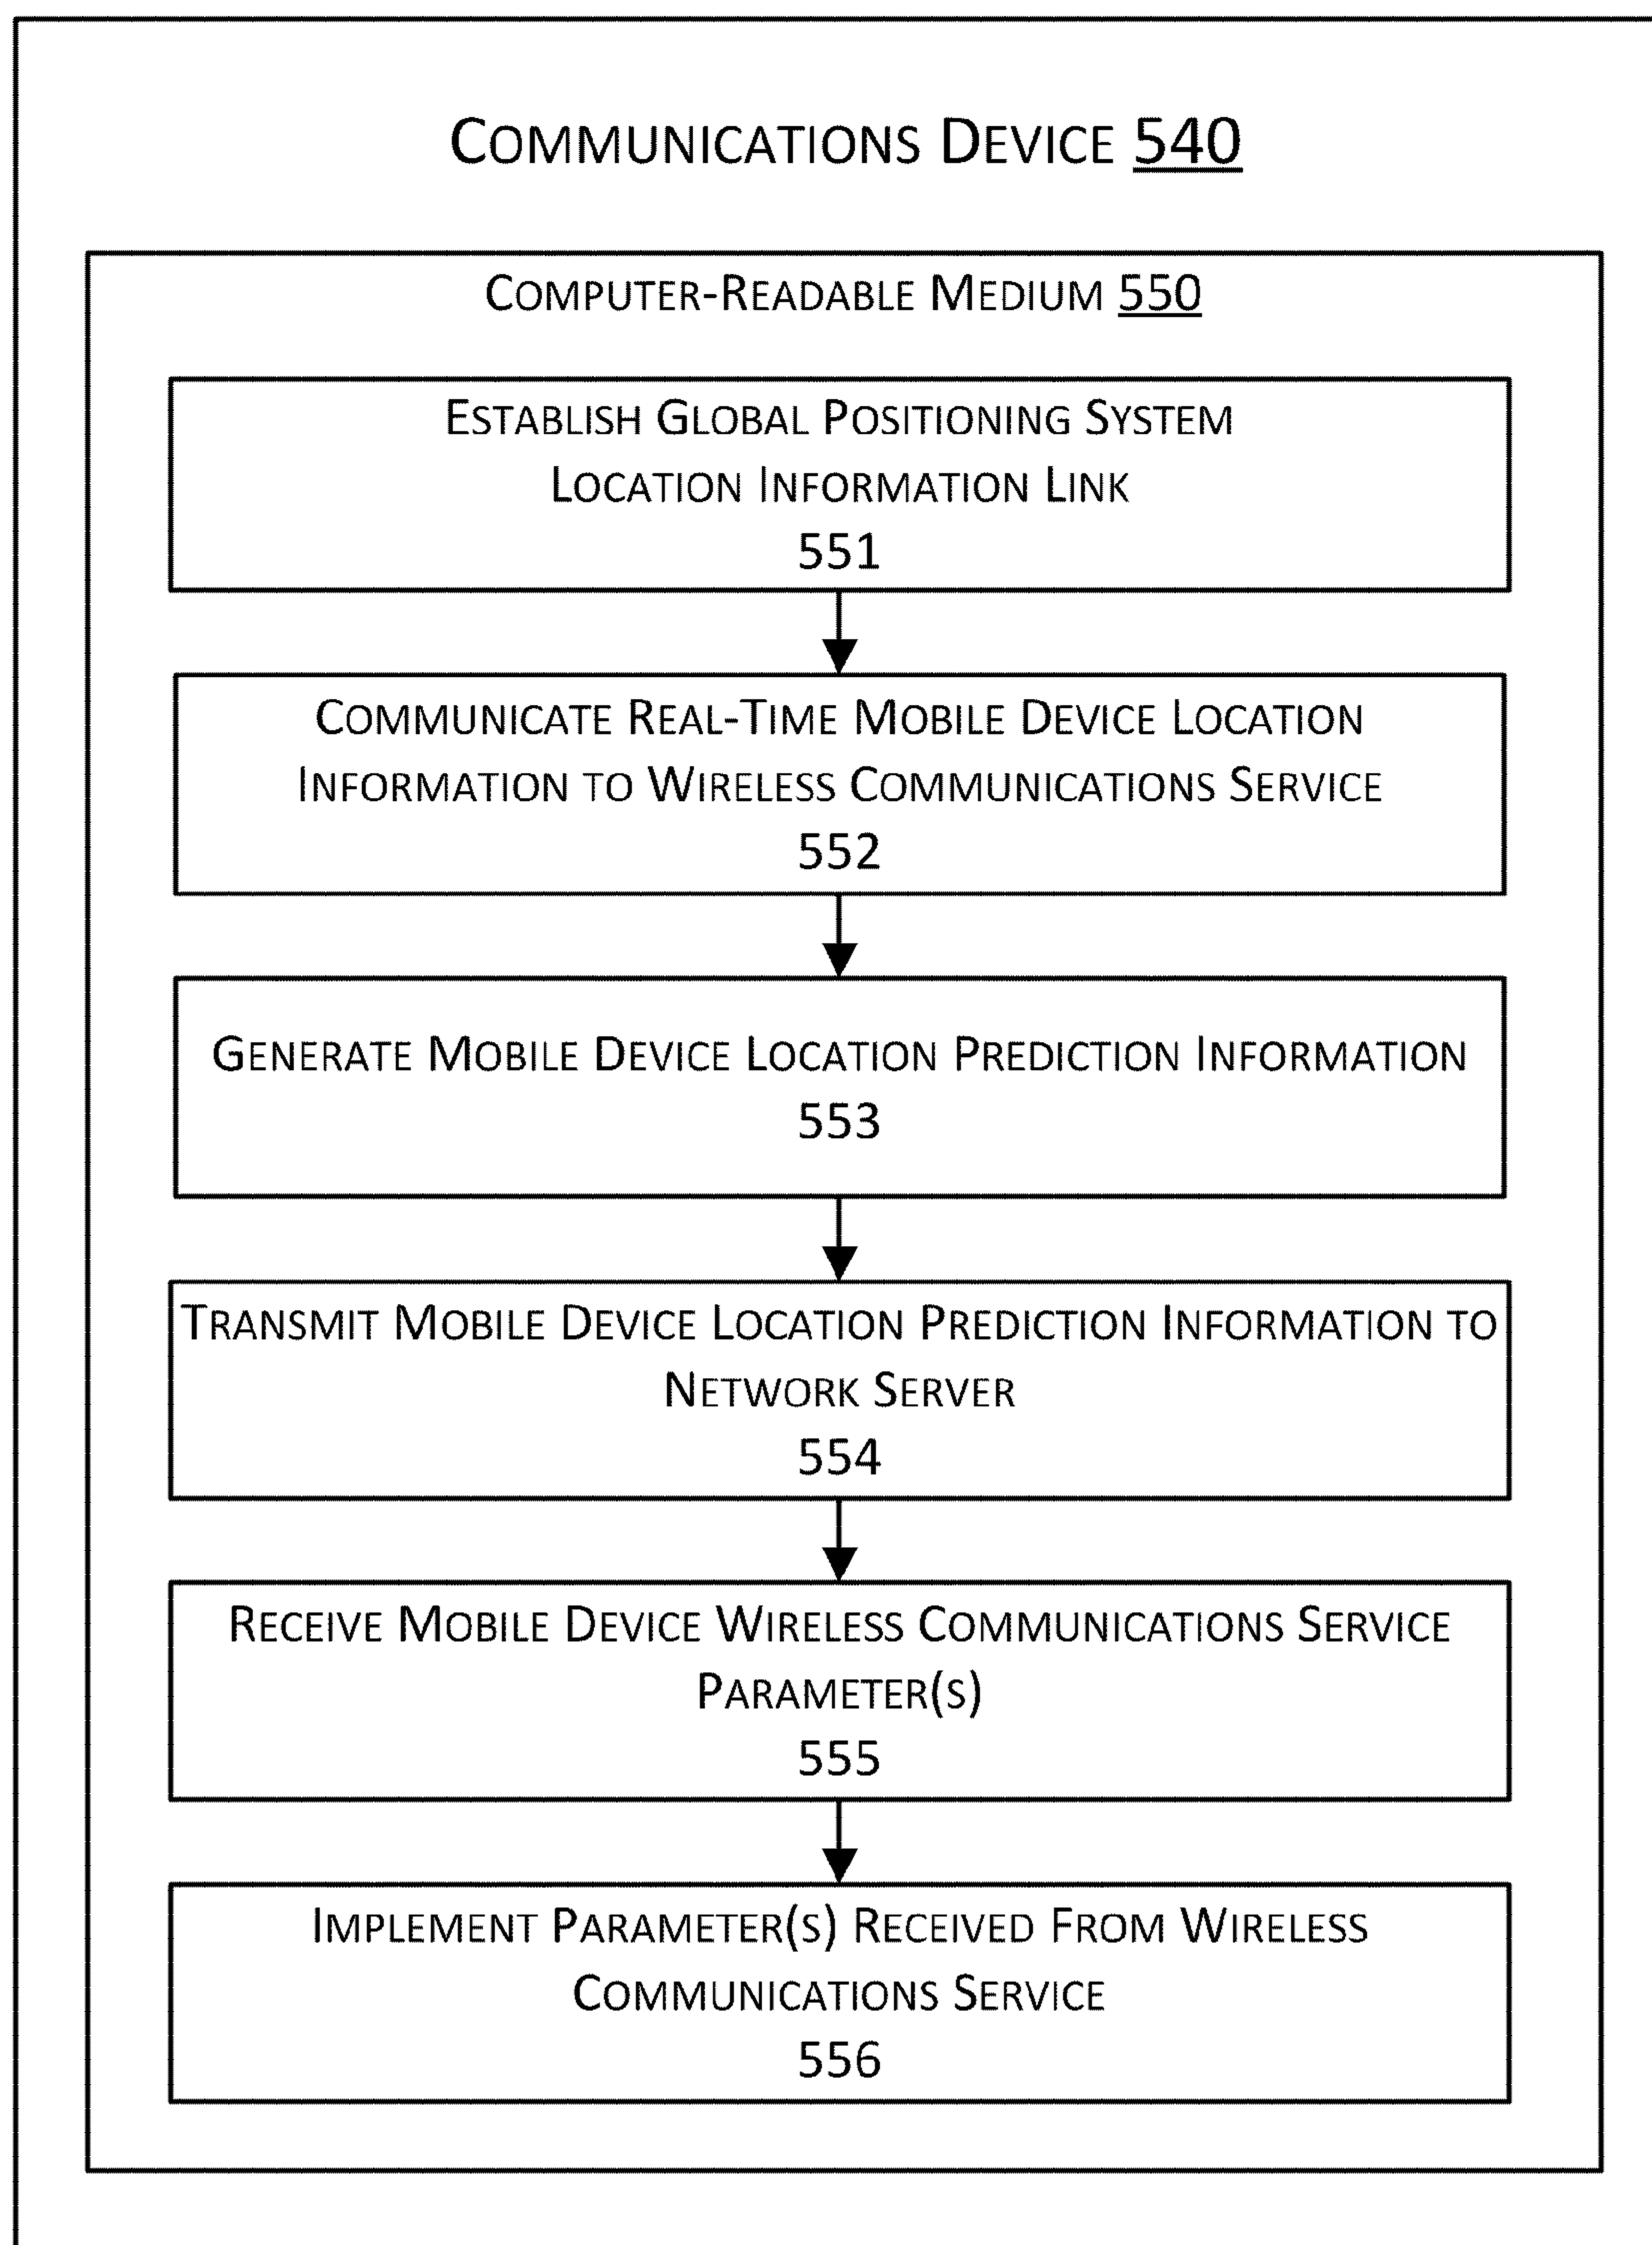 COMMUNICATIONS DEVICE 540
COMPUTER-READABLE MEDIUM 550
ESTABLISH GLOBAL POSITIONING SYSTEM
LOCATION INFORMATION LINK
551
COMMUNICATE REAL-TIME MOBILE DEVICE LOCATION
INFORMATION TO WIRELESS COMMUNICATIONS SERVICE
552
GENERATE MOBILE DEVICE LOCATION PREDICTION INFORMATION
553
TRANSMIT MOBILE DEVICE LOCATION PREDICTION INFORMATION TO
NETWORK SERVER
554
RECEIVE MOBILE DEVICE WIRELESS COMMUNICATIONS SERVICE
PARAMETER(S)
555
IMPLEMENT PARAMETER(S) RECEIVED FROM WIRELESS
COMMUNICATIONS SERVICE
556